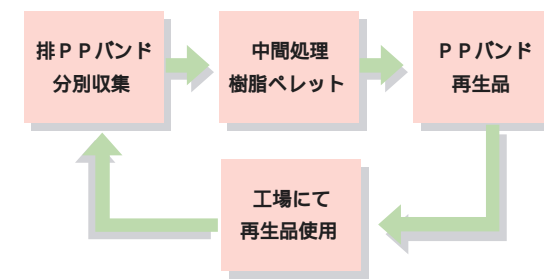 排ＰＰバンド
分別収集
中間処理
樹脂ペレット
ＰＰバンド
再生品
工場にて
再生品使用